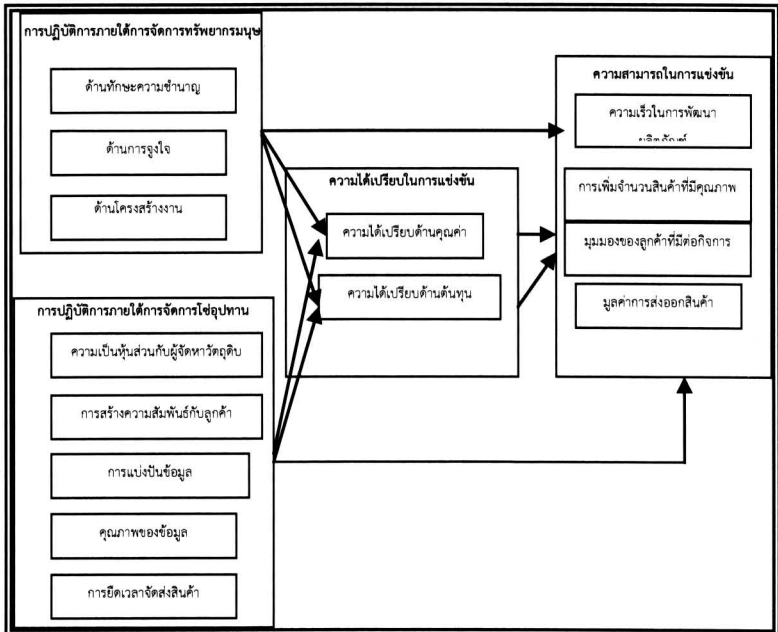 การปฏิบัติการภายใต้การจัดการทรัพยากรมนุษ
ด้านทักษะความชำนาญ
ด้านการจูงใจ
ด้านโครงสร้างงาน
การปฏิบัติการภายใต้การจัดการโซ่อุปทาน
ความเป็นหุ้นส่วนกับผู้จัดหาวัตถุดิบ
การสร้างความสัมพันธ์กับลูกค้า
การแบ่งปันข้อมูล
คุณภาพของข้อมูล
การยืดเวลาจัดส่งสินค้า
ความได้เปรียบในการแข่งขัน
ความได้เปรียบด้านคุณค่า
ความได้เปรียบด้านต้นทุน
ความสามารถในการแข่งขัน
ความเร็วในการพัฒนา
ผลิตภัณฑ์
การเพิ่มจำนวนสินค้าที่มีคุณภาพ
มุมมองของลูกค้าที่มีต่อกิจการ
มูลค่าการส่งออกสินค้า